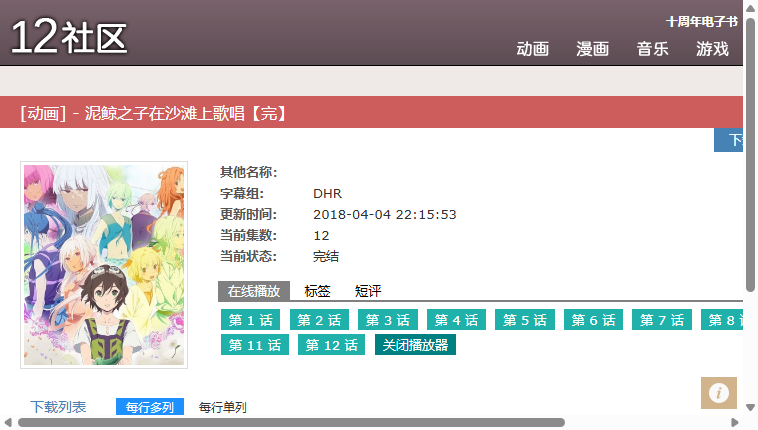 12社区
十周年电子书
动画 漫画 音乐 游戏
[动画] - 泥鲸之子在沙滩上歌唱【完】
其他名称:
字幕组: DHR
更新时间: 2018-04-04 22:15:53
当前集数: 12
当前状态: 完结
在线播放 标签 短评
第 1 话 第 2 话 第 3 话 第 4 话 第 5 话 第 6 话 第 7 话 第 8
第 11 话 第 12 话 关闭播放器
下载列表 每行多列 每行单列